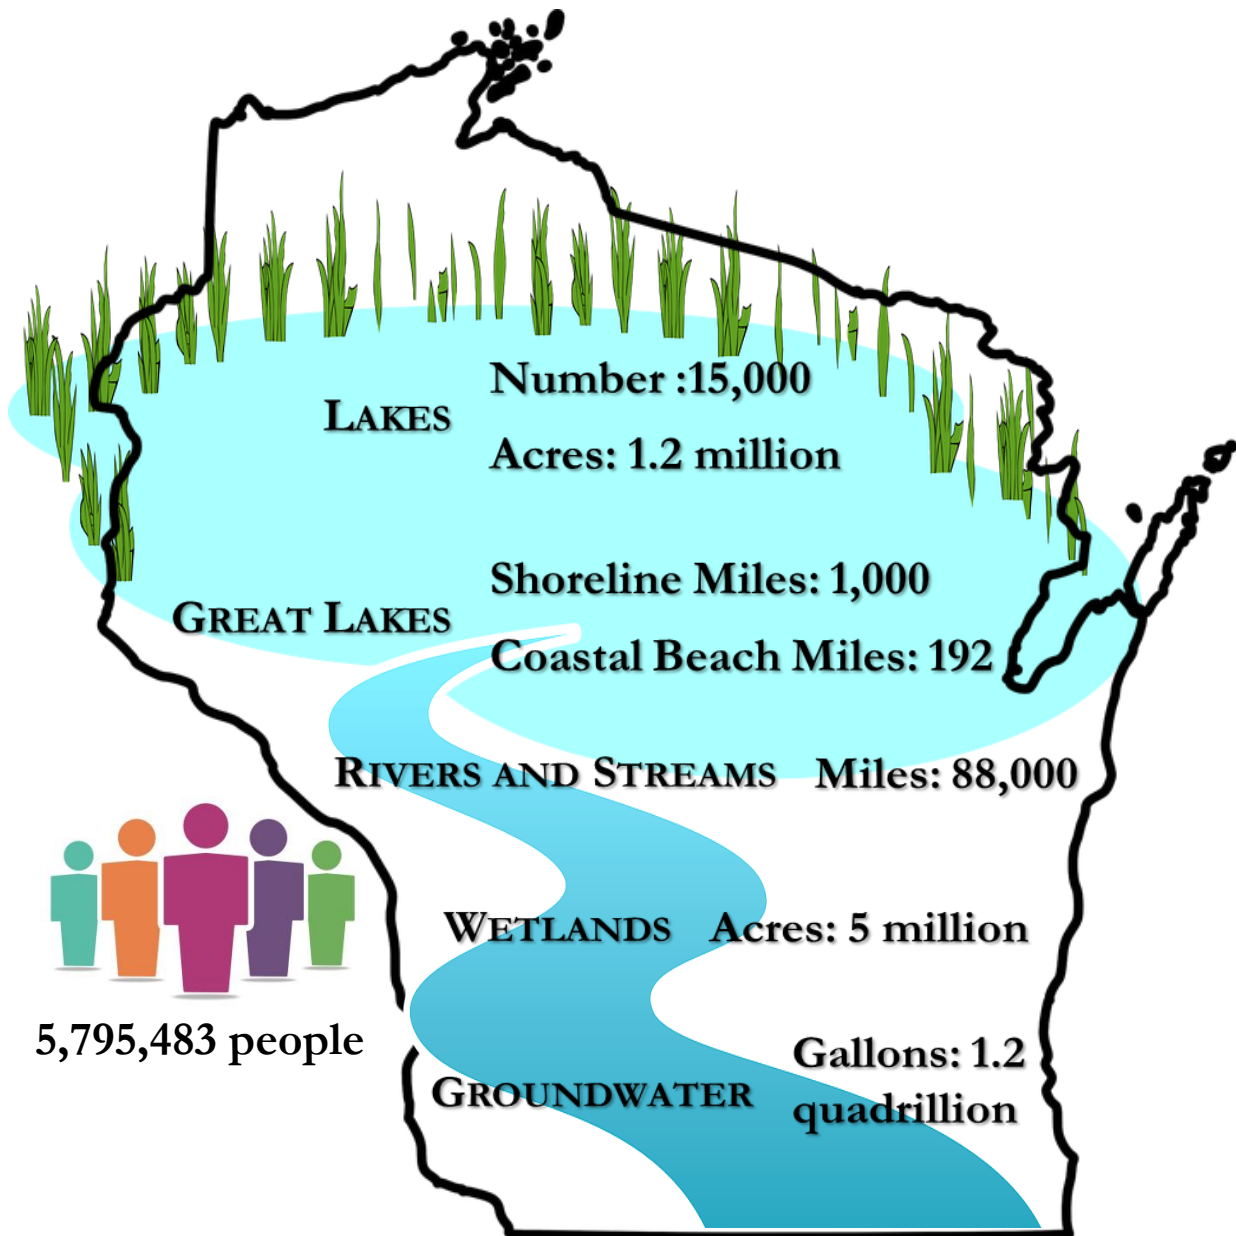 Number :15,000
LAKES
Acres: 1.2 million
Shoreline Miles: 1,000
GREAT LAKES
Coastal Beach Miles: 192
RIVERS AND STREAMS Miles: 88,000
WETLANDS Acres: 5 million
5,795,483 people
Gallons: 1.2
quadrillion
GROUNDWATER